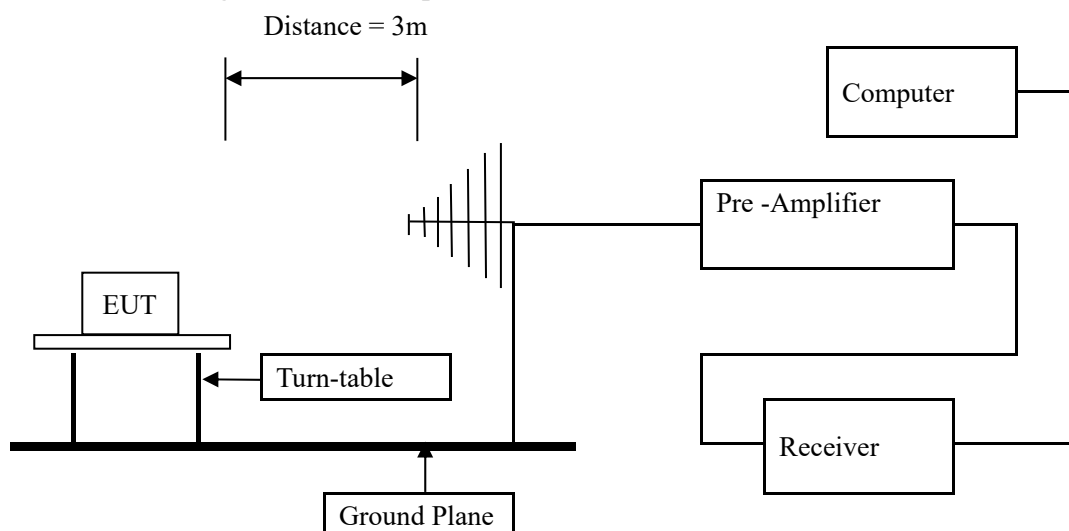 Distance = 3m
Computer
Pre -Amplifier
EUT
Turn-table
Receiver
Ground Plane